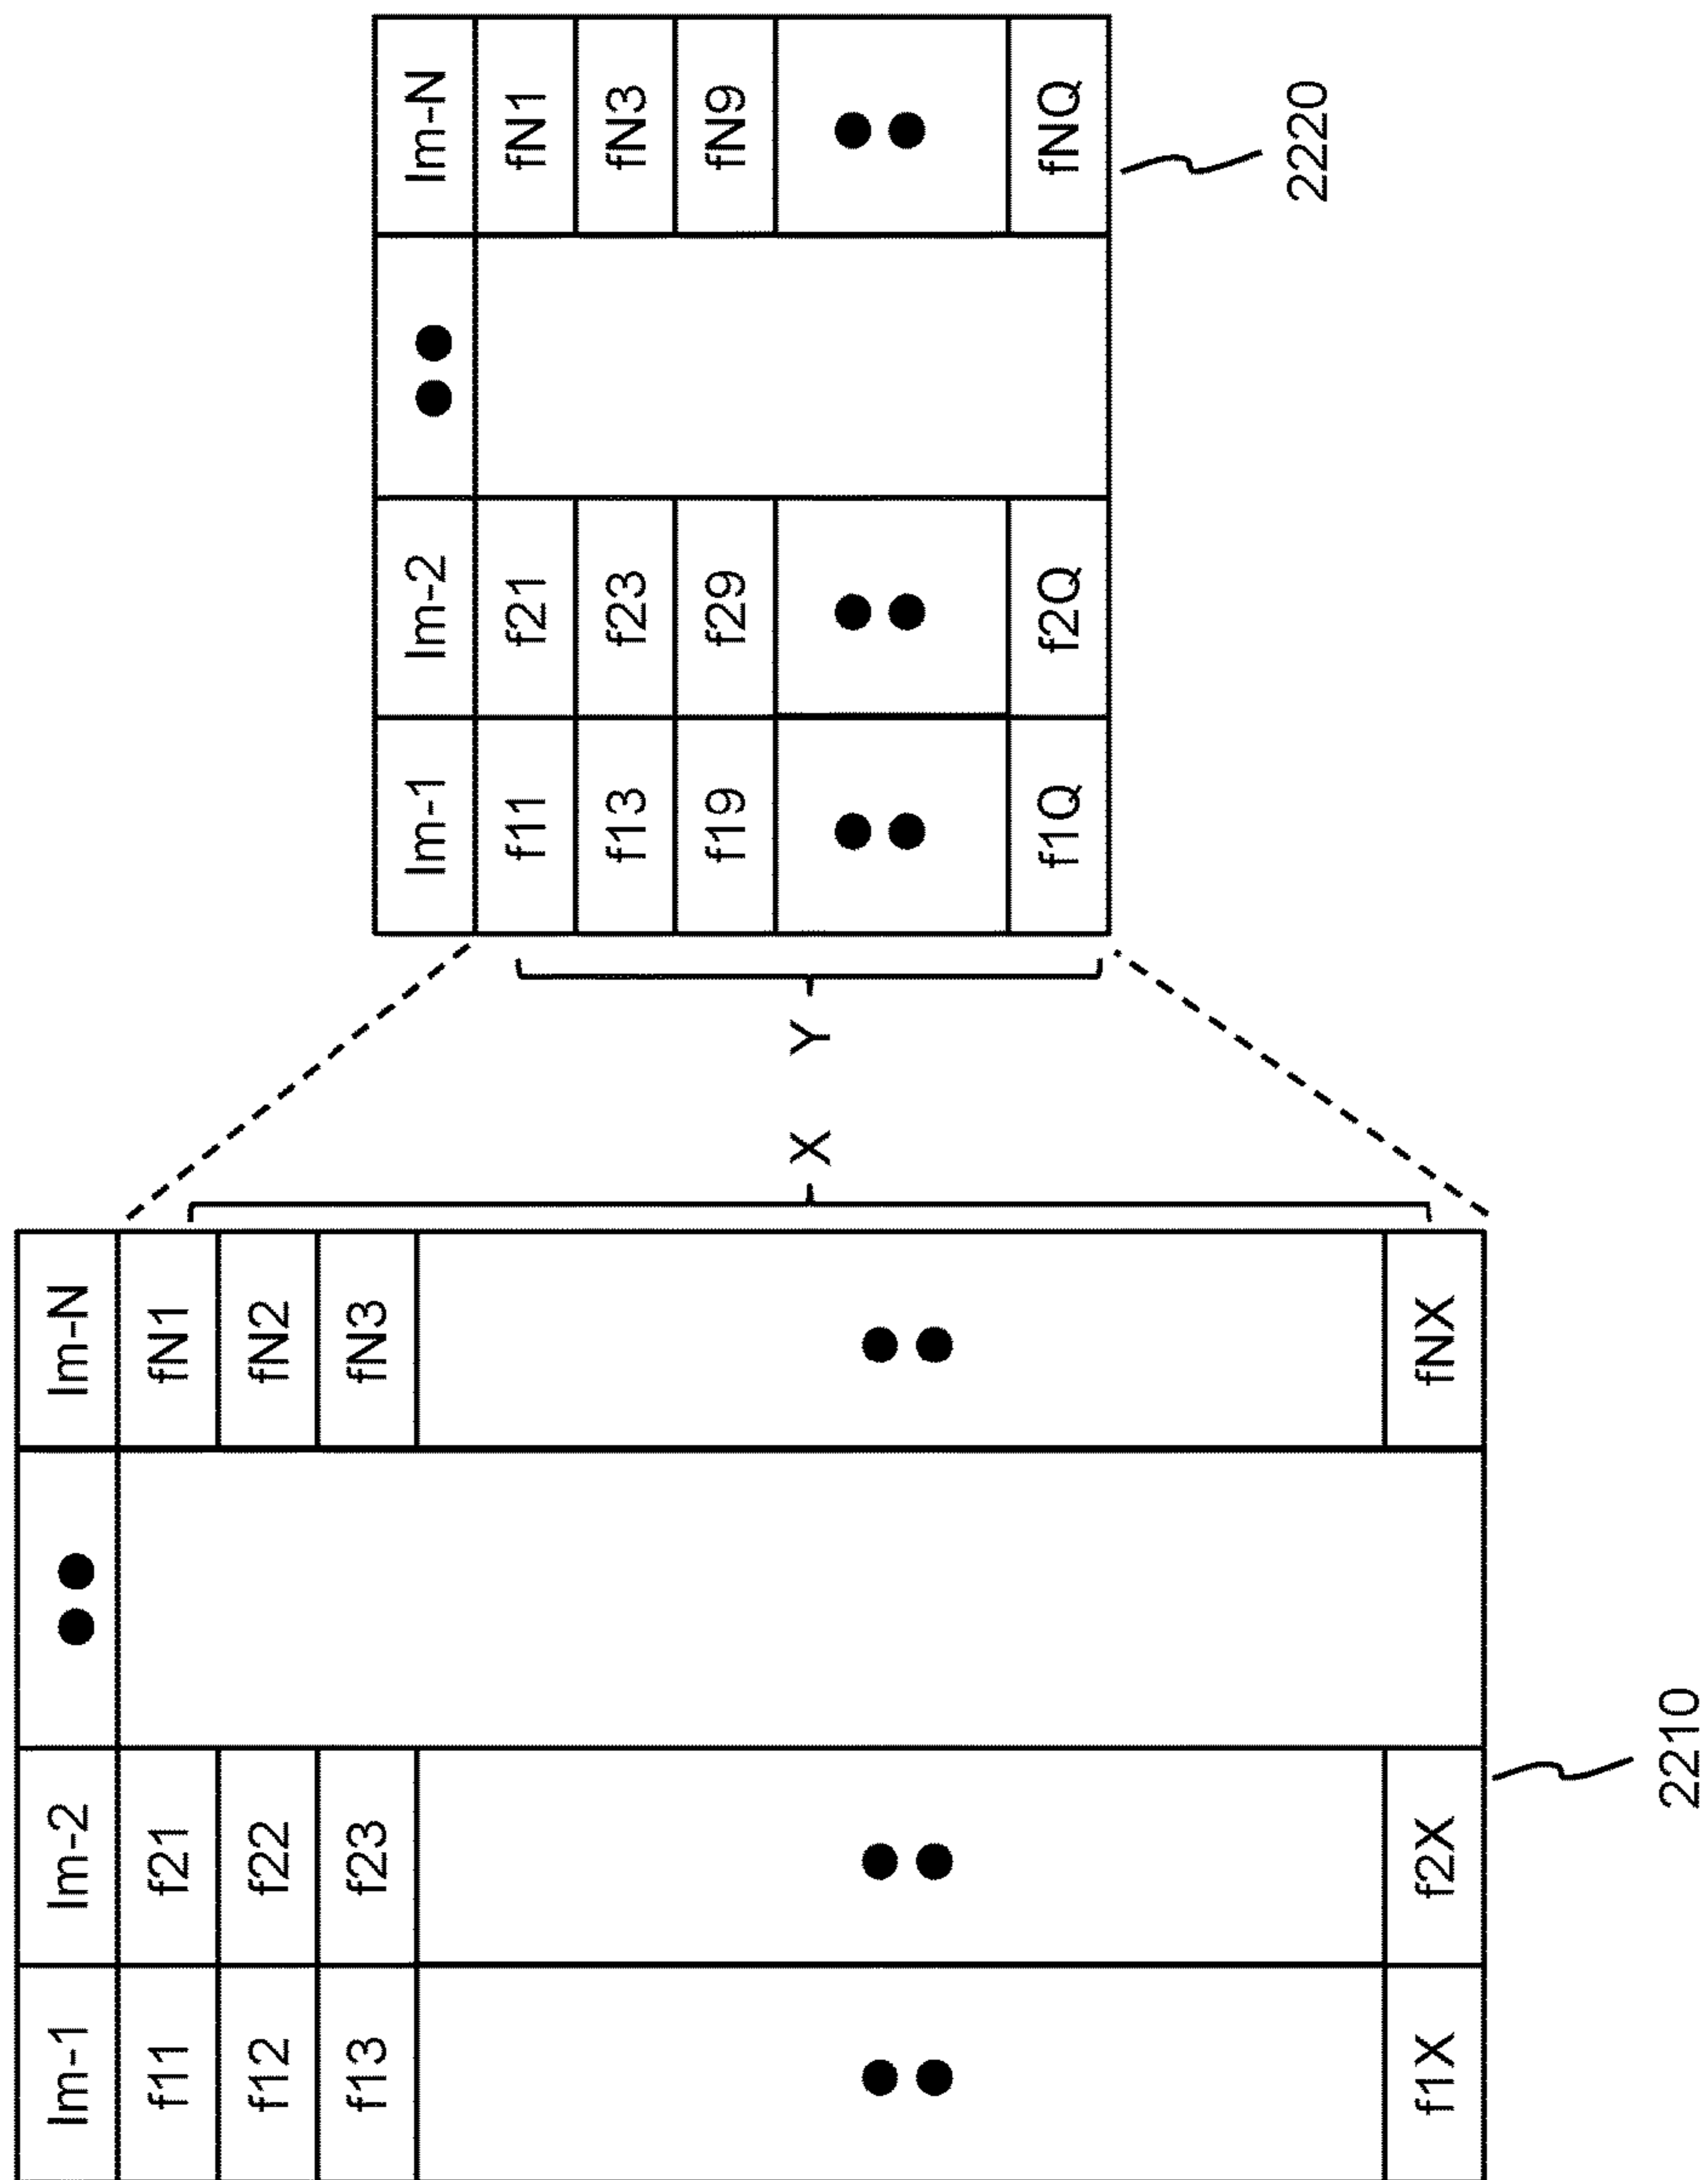 Im-1 Im-2 ●● Im-N
f11 f21 fN1
f12 f22 fN2
f13 f23 fN3
f1X f2X fNX
2210
X Y
Im-1 Im-2 ●● Im-N
f11 f21 fN1
f13 f23 fN3
f19 f29 fN9
f1Q f2Q fNQ
2220